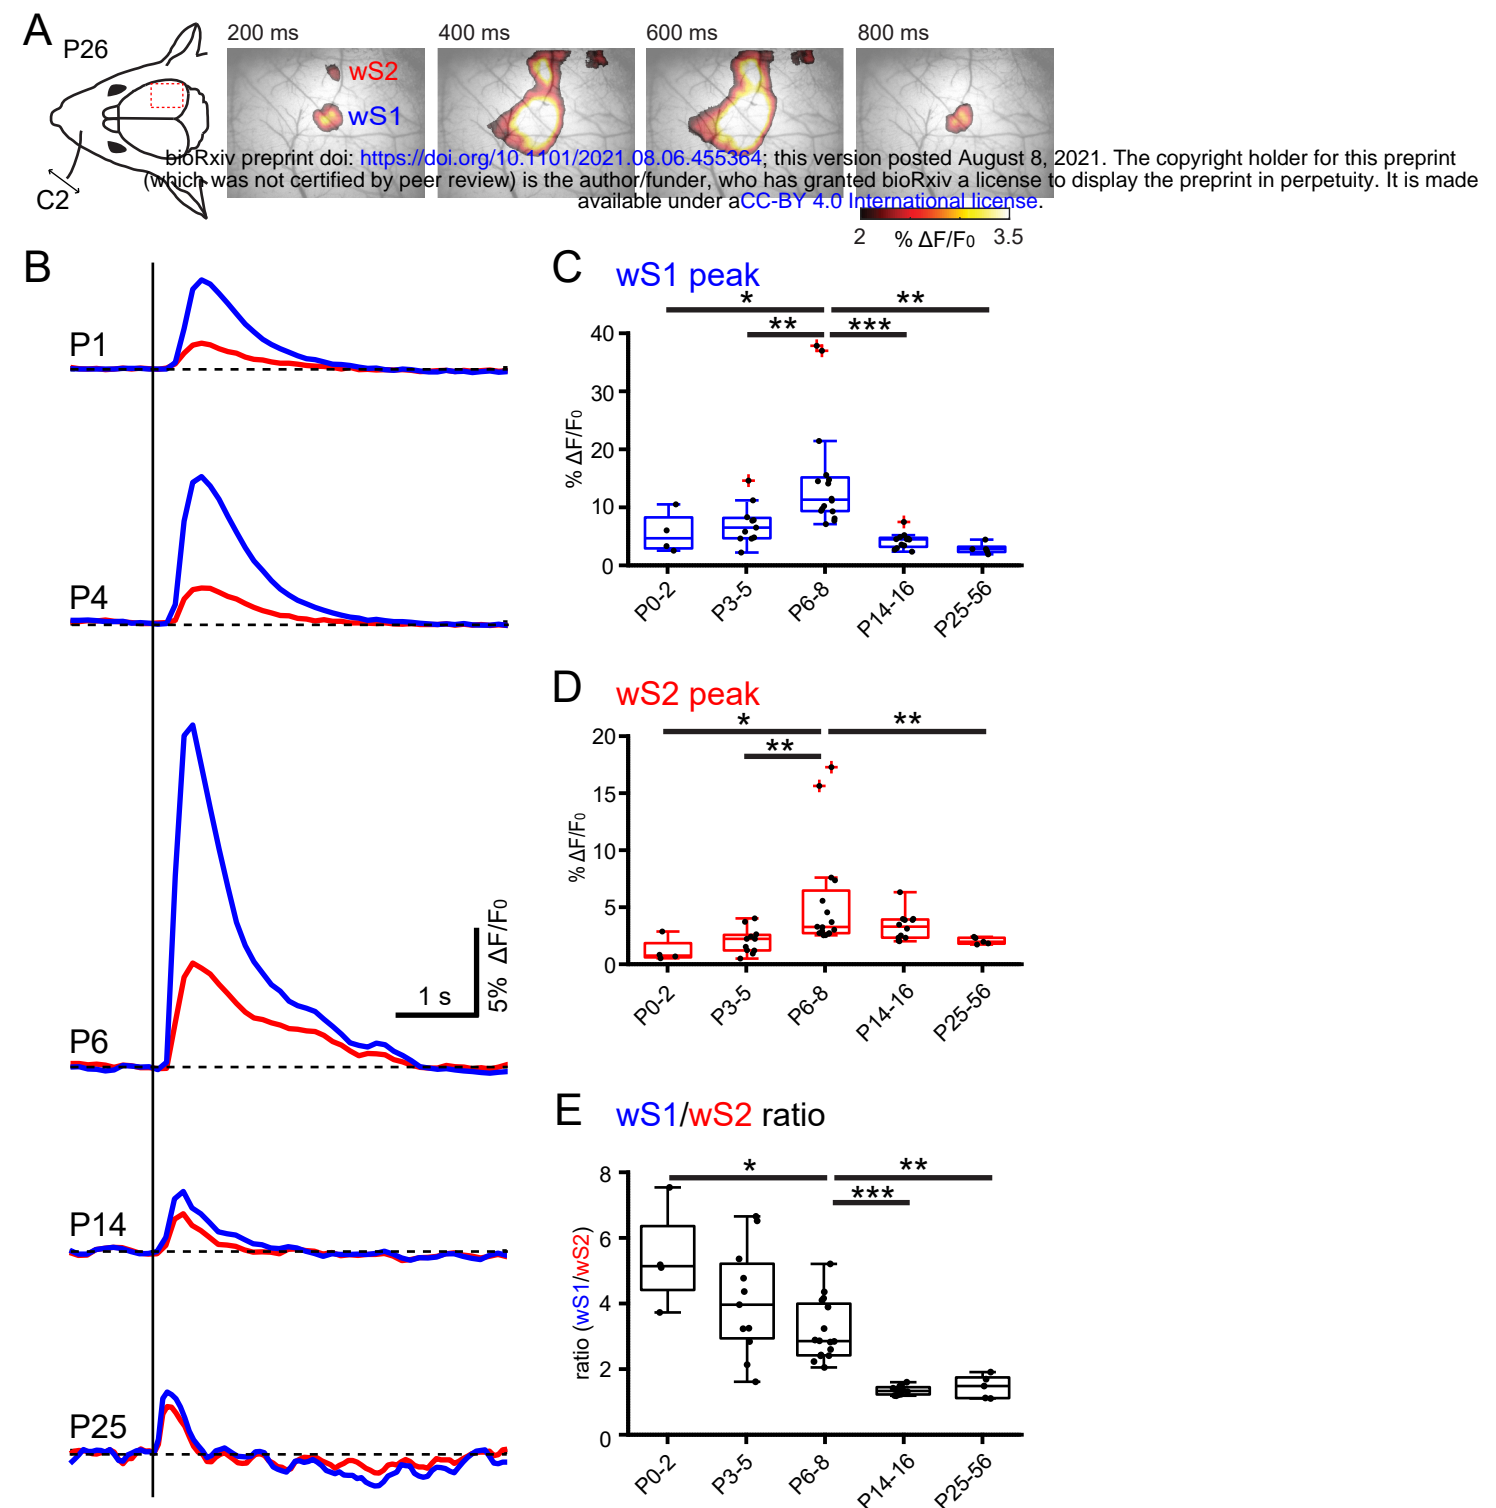 A
P26
C2
200 ms
400 ms
600 ms
800 ms
wS2
wS1
bioRxiv preprint doi: https://doi.org/10.1101/2021.08.06.455364; this version posted August 8, 2021. The copyright holder for this preprint
(which was not certified by peer review) is the author/funder, who has granted bioRxiv a license to display the preprint in perpetuity. It is made
available under aCC-BY 4.0 International license.
2 % ΔF/F0 3.5
B
P1
P4
P6
P14
P25
1 s
5% ΔF/F0
C wS1 peak
* **
** ***
% ΔF/F0
40
30
20
10
0
P0-2 P3-5 P6-8 P14-16 P25-56
D wS2 peak
* **
**
% ΔF/F0
20
15
10
5
0
P0-2 P3-5 P6-8 P14-16 P25-56
E wS1/wS2 ratio
* **
***
ratio (wS1/wS2)
8
6
4
2
0
P0-2 P3-5 P6-8 P14-16 P25-56